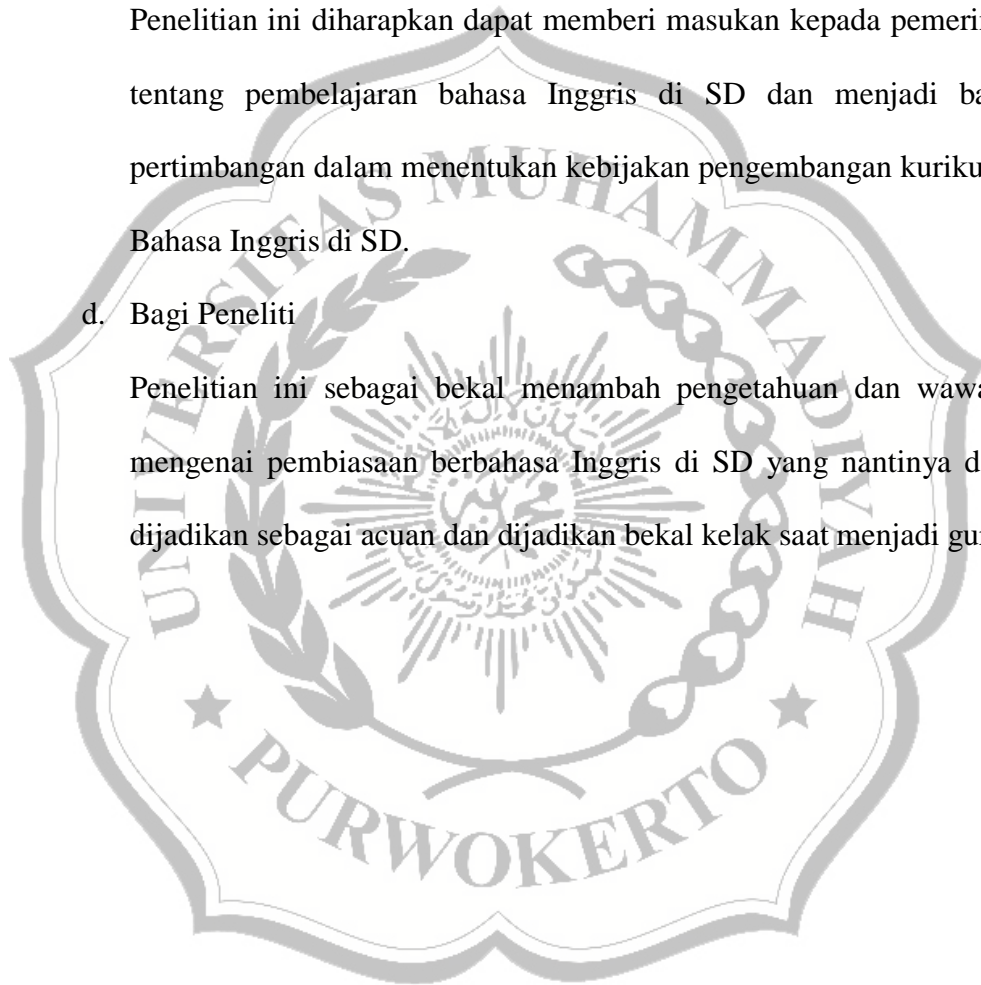 Penelitian ini diharapkan dapat memberi masukan kepada pemerin
tentang pembelajaran bahasa Inggris di SD dan menjadi ba
pertimbangan dalam menentukan kebijakan pengembangan kuriku
Bahasa Inggris di SD.
d. Bagi Peneliti
Penelitian ini sebagai bekal menambah pengetahuan dan wawa
mengenai pembiasaan berbahasa Inggris di SD yang nantinya d
dijadikan sebagai acuan dan dijadikan bekal kelak saat menjadi gu
UNIVERSITAS MUHAMMADIYAH
PURWOKERTO